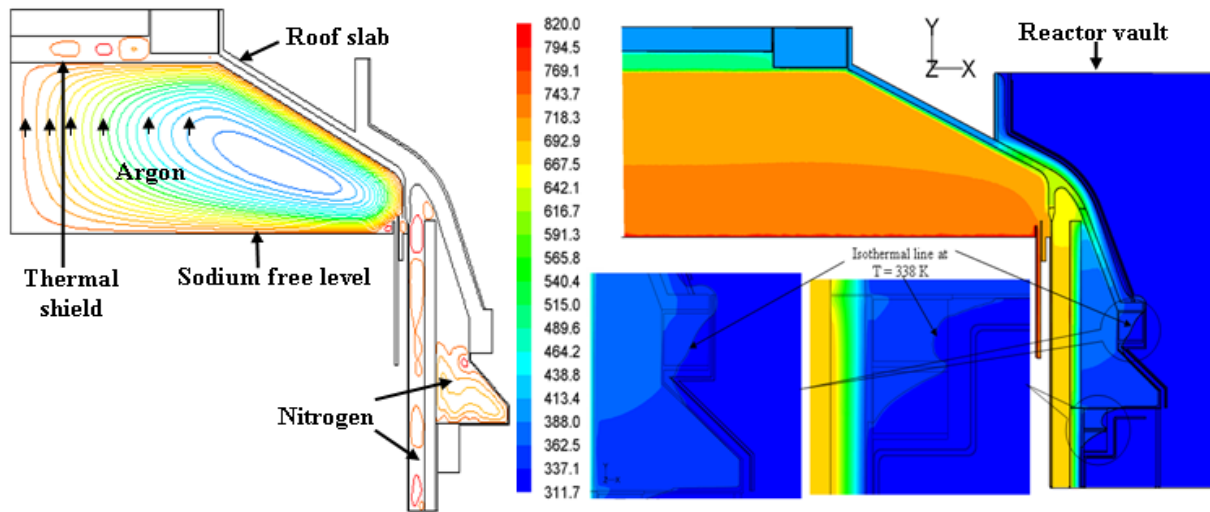 Roof slab
Argon
Thermal
shield
Sodium free level
Nitrogen
820.0
794.5
769.1
743.7
718.3
692.9
667.5
642.1
616.7
591.3
565.8
540.4
515.0
489.6
464.2
438.8
413.4
388.0
362.5
337.1
311.7
Y
Z
X
Reactor vault
Isothermal line at
T = 338 K